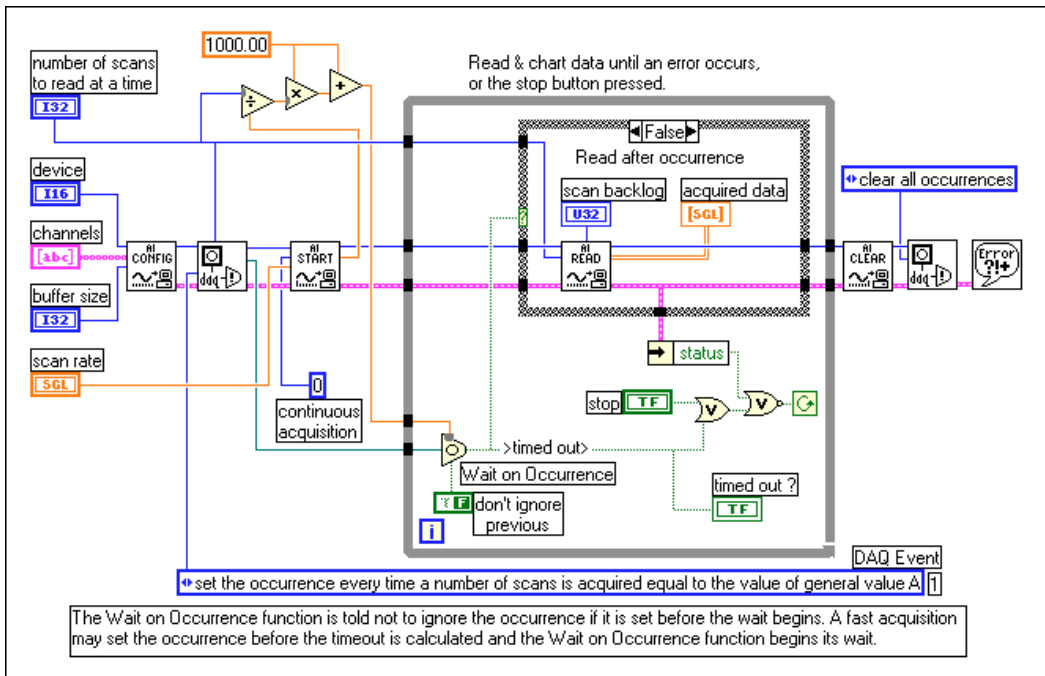 1000.00
number of scans
to read at a time
I32
÷
x
+
Read & chart data until an error occurs,
or the stop button pressed.
False
Read after occurrence
device
I16
scan backlog
U32
acquired data
[SGL]
clear all occurrences
channels
[abc]
?
AI
CONFIG
ddq
AI
START
AI
READ
AI
CLEAR
ddq
Error
?!+
buffer size
I32
scan rate
SGL
0
continuous
acquisition
status
stop
TF
V
V
>timed out>
Wait on Occurrence
F
don't ignore
previous
timed out ?
TF
i
DAQ Event
set the occurrence every time a number of scans is acquired equal to the value of general value A
1
The Wait on Occurrence function is told not to ignore the occurrence if it is set before the wait begins. A fast acquisition
may set the occurrence before the timeout is calculated and the Wait on Occurrence function begins its wait.